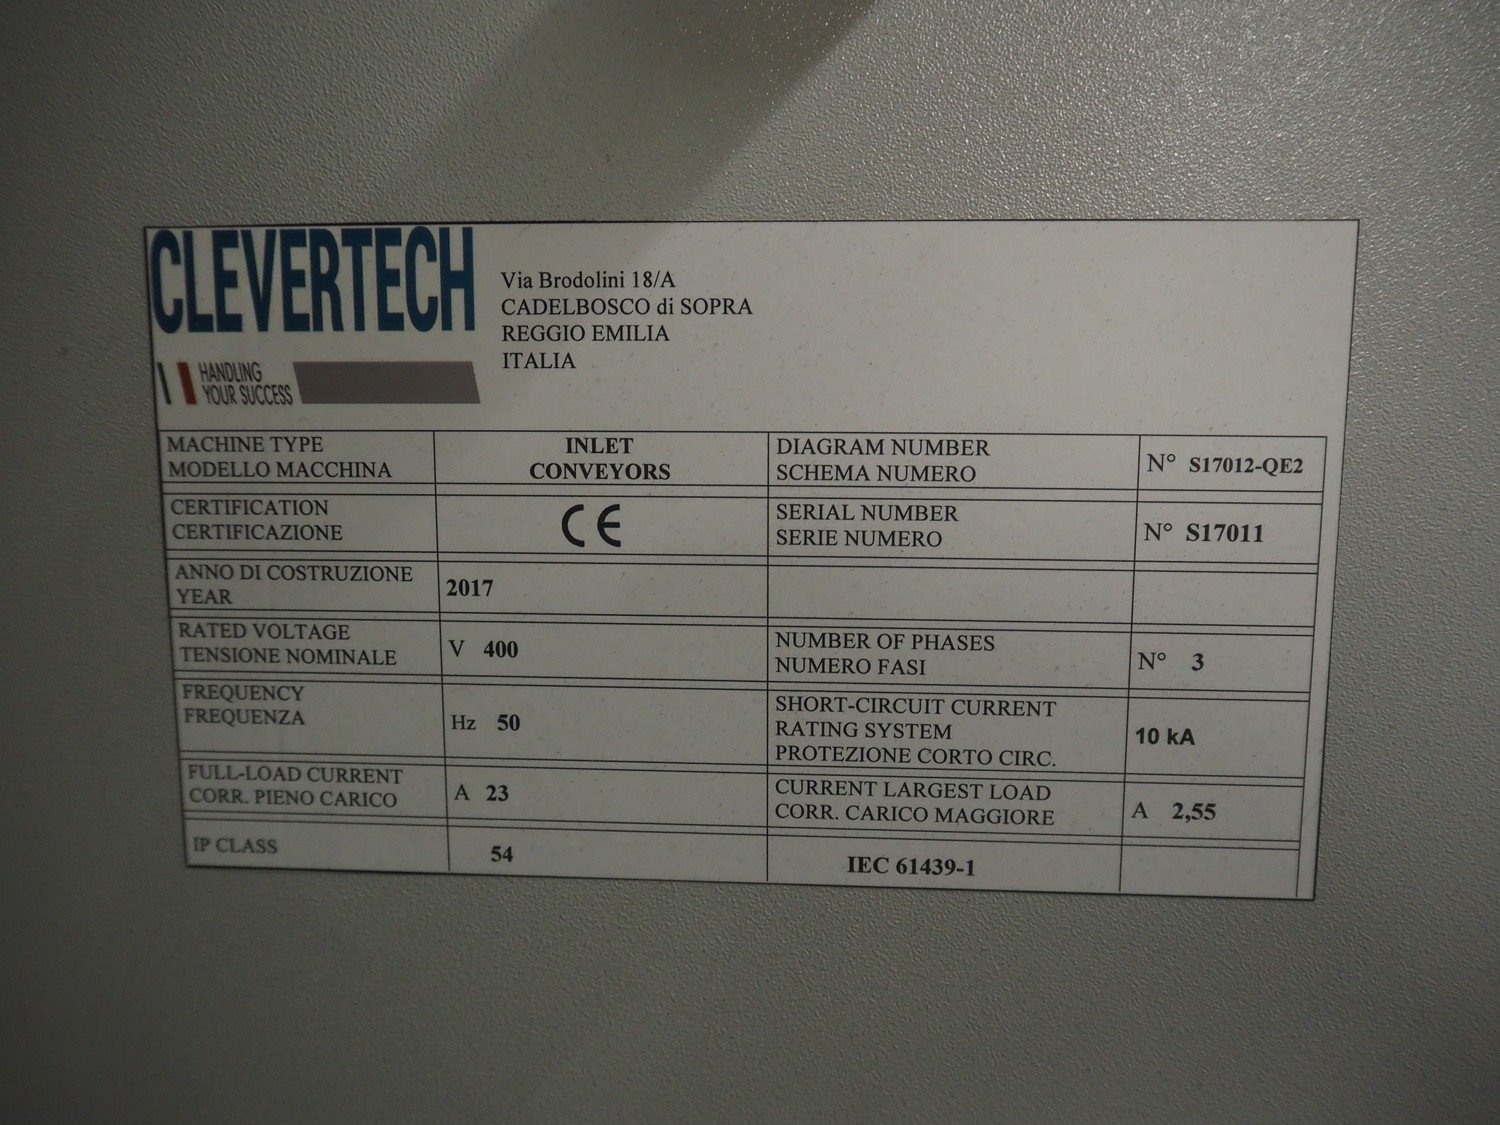 CLEVERTECH
HANDLING
YOUR SUCCESS
Via Brodolini 18/A
CADELBOSCO di SOPRA
REGGIO EMILIA
ITALIA
MACHINE TYPE
MODELLO MACCHINA
INLET
CONVEYORS
DIAGRAM NUMBER
SCHEMA NUMERO
N° S17012-QE2
CERTIFICATION
CERTIFICAZIONE
CE
SERIAL NUMBER
SERIE NUMERO
N° S17011
ANNO DI COSTRUZIONE
YEAR
2017
RATED VOLTAGE
TENSIONE NOMINALE
V 400
NUMBER OF PHASES
NUMERO FASI
N° 3
FREQUENCY
FREQUENZA
Hz 50
SHORT-CIRCUIT CURRENT
RATING SYSTEM
PROTEZIONE CORTO CIRC.
10 kA
FULL-LOAD CURRENT
CORR. PIENO CARICO
A 23
CURRENT LARGEST LOAD
CORR. CARICO MAGGIORE
A 2,55
IP CLASS
54
IEC 61439-1